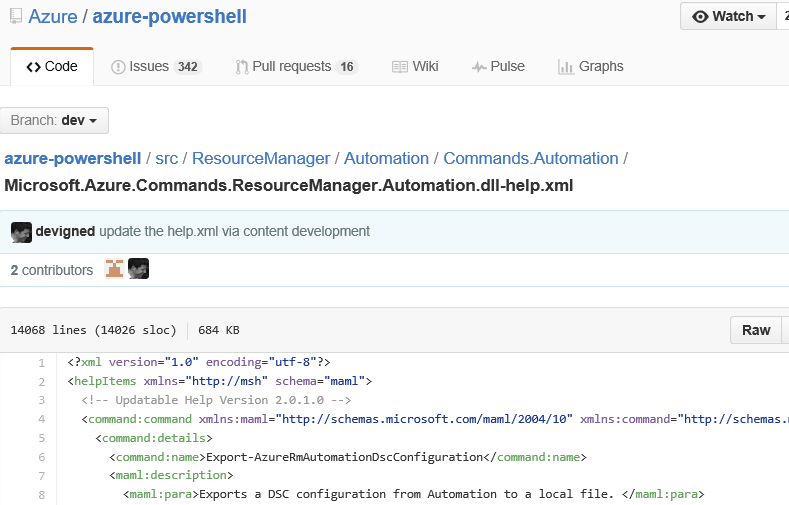 Azure / azure-powershell
Watch
Code
Issues 342
Pull requests 16
Wiki
Pulse
Graphs
Branch: dev
azure-powershell / src / ResourceManager / Automation / Commands.Automation /
Microsoft.Azure.Commands.ResourceManager.Automation.dll-help.xml
devigned update the help.xml via content development
2 contributors
14068 lines (14026 sloc) 684 KB
Raw
1 <?xml version="1.0" encoding="utf-8"?>
2 <helpItems xmlns="http://msh" schema="maml">
3 <!-- Updatable Help Version 2.0.1.0 -->
4 <command:command xmlns:maml="http://schemas.microsoft.com/maml/2004/10" xmlns:command="http://schemas.
5 <command:details>
6 <command:name>Export-AzureRmAutomationDscConfiguration</command:name>
7 <maml:description>
8 <maml:para>Exports a DSC configuration from Automation to a local file. </maml:para>